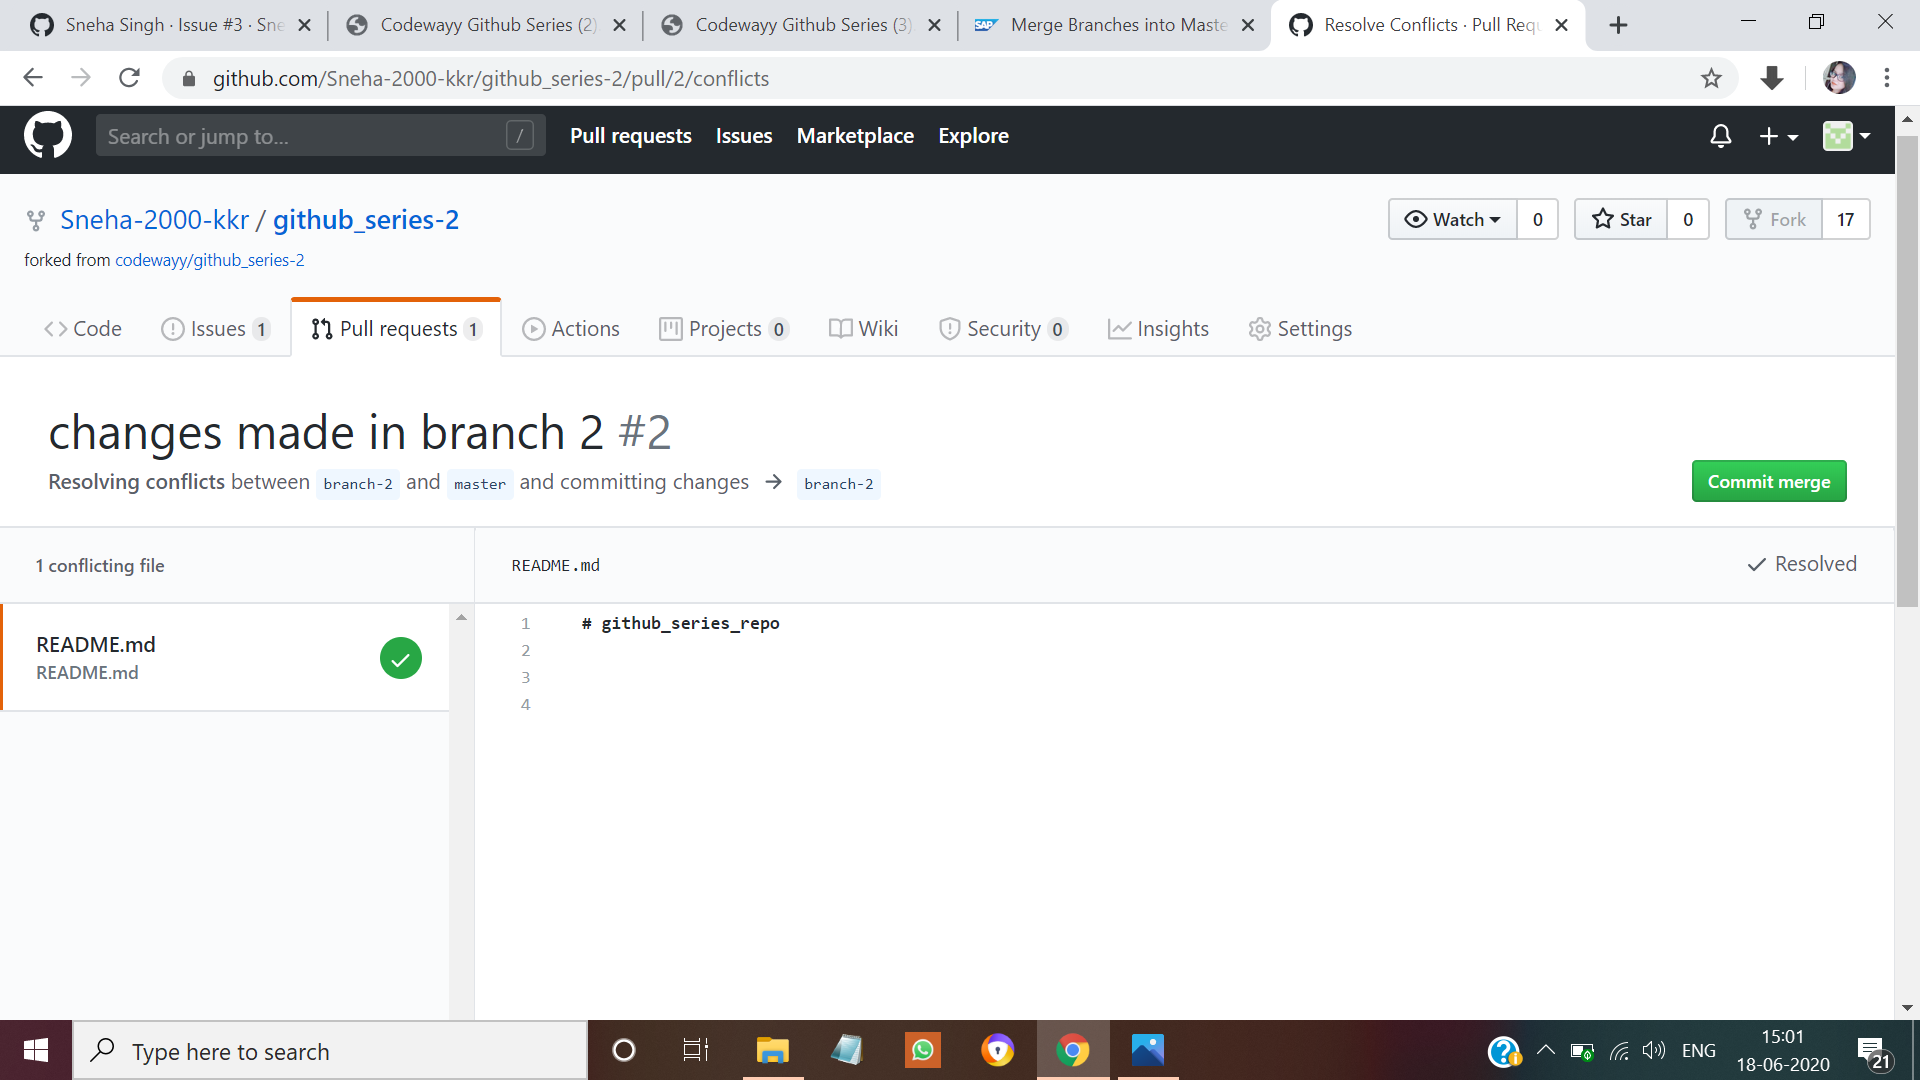 Sneha Singh · Issue #3 · Sne
Codewayy Github Series (2)
Codewayy Github Series (3)
SAP
Merge Branches into Maste
Resolve Conflicts · Pull Requ
github.com/Sneha-2000-kkr/github_series-2/pull/2/conflicts
Search or jump to... /
Pull requests Issues Marketplace Explore
Sneha-2000-kkr / github_series-2
Watch 0 Star 0 Fork 17
forked from codewayy/github_series-2
Code Issues 1 Pull requests 1 Actions Projects 0 Wiki Security 0 Insights Settings
changes made in branch 2 #2
Resolving conflicts between branch-2 and master and committing changes → branch-2
Commit merge
1 conflicting file
README.md
Resolved
README.md
README.md
1 # github_series_repo
2
3
4
Type here to search
ENG
15:01
18-06-2020
21